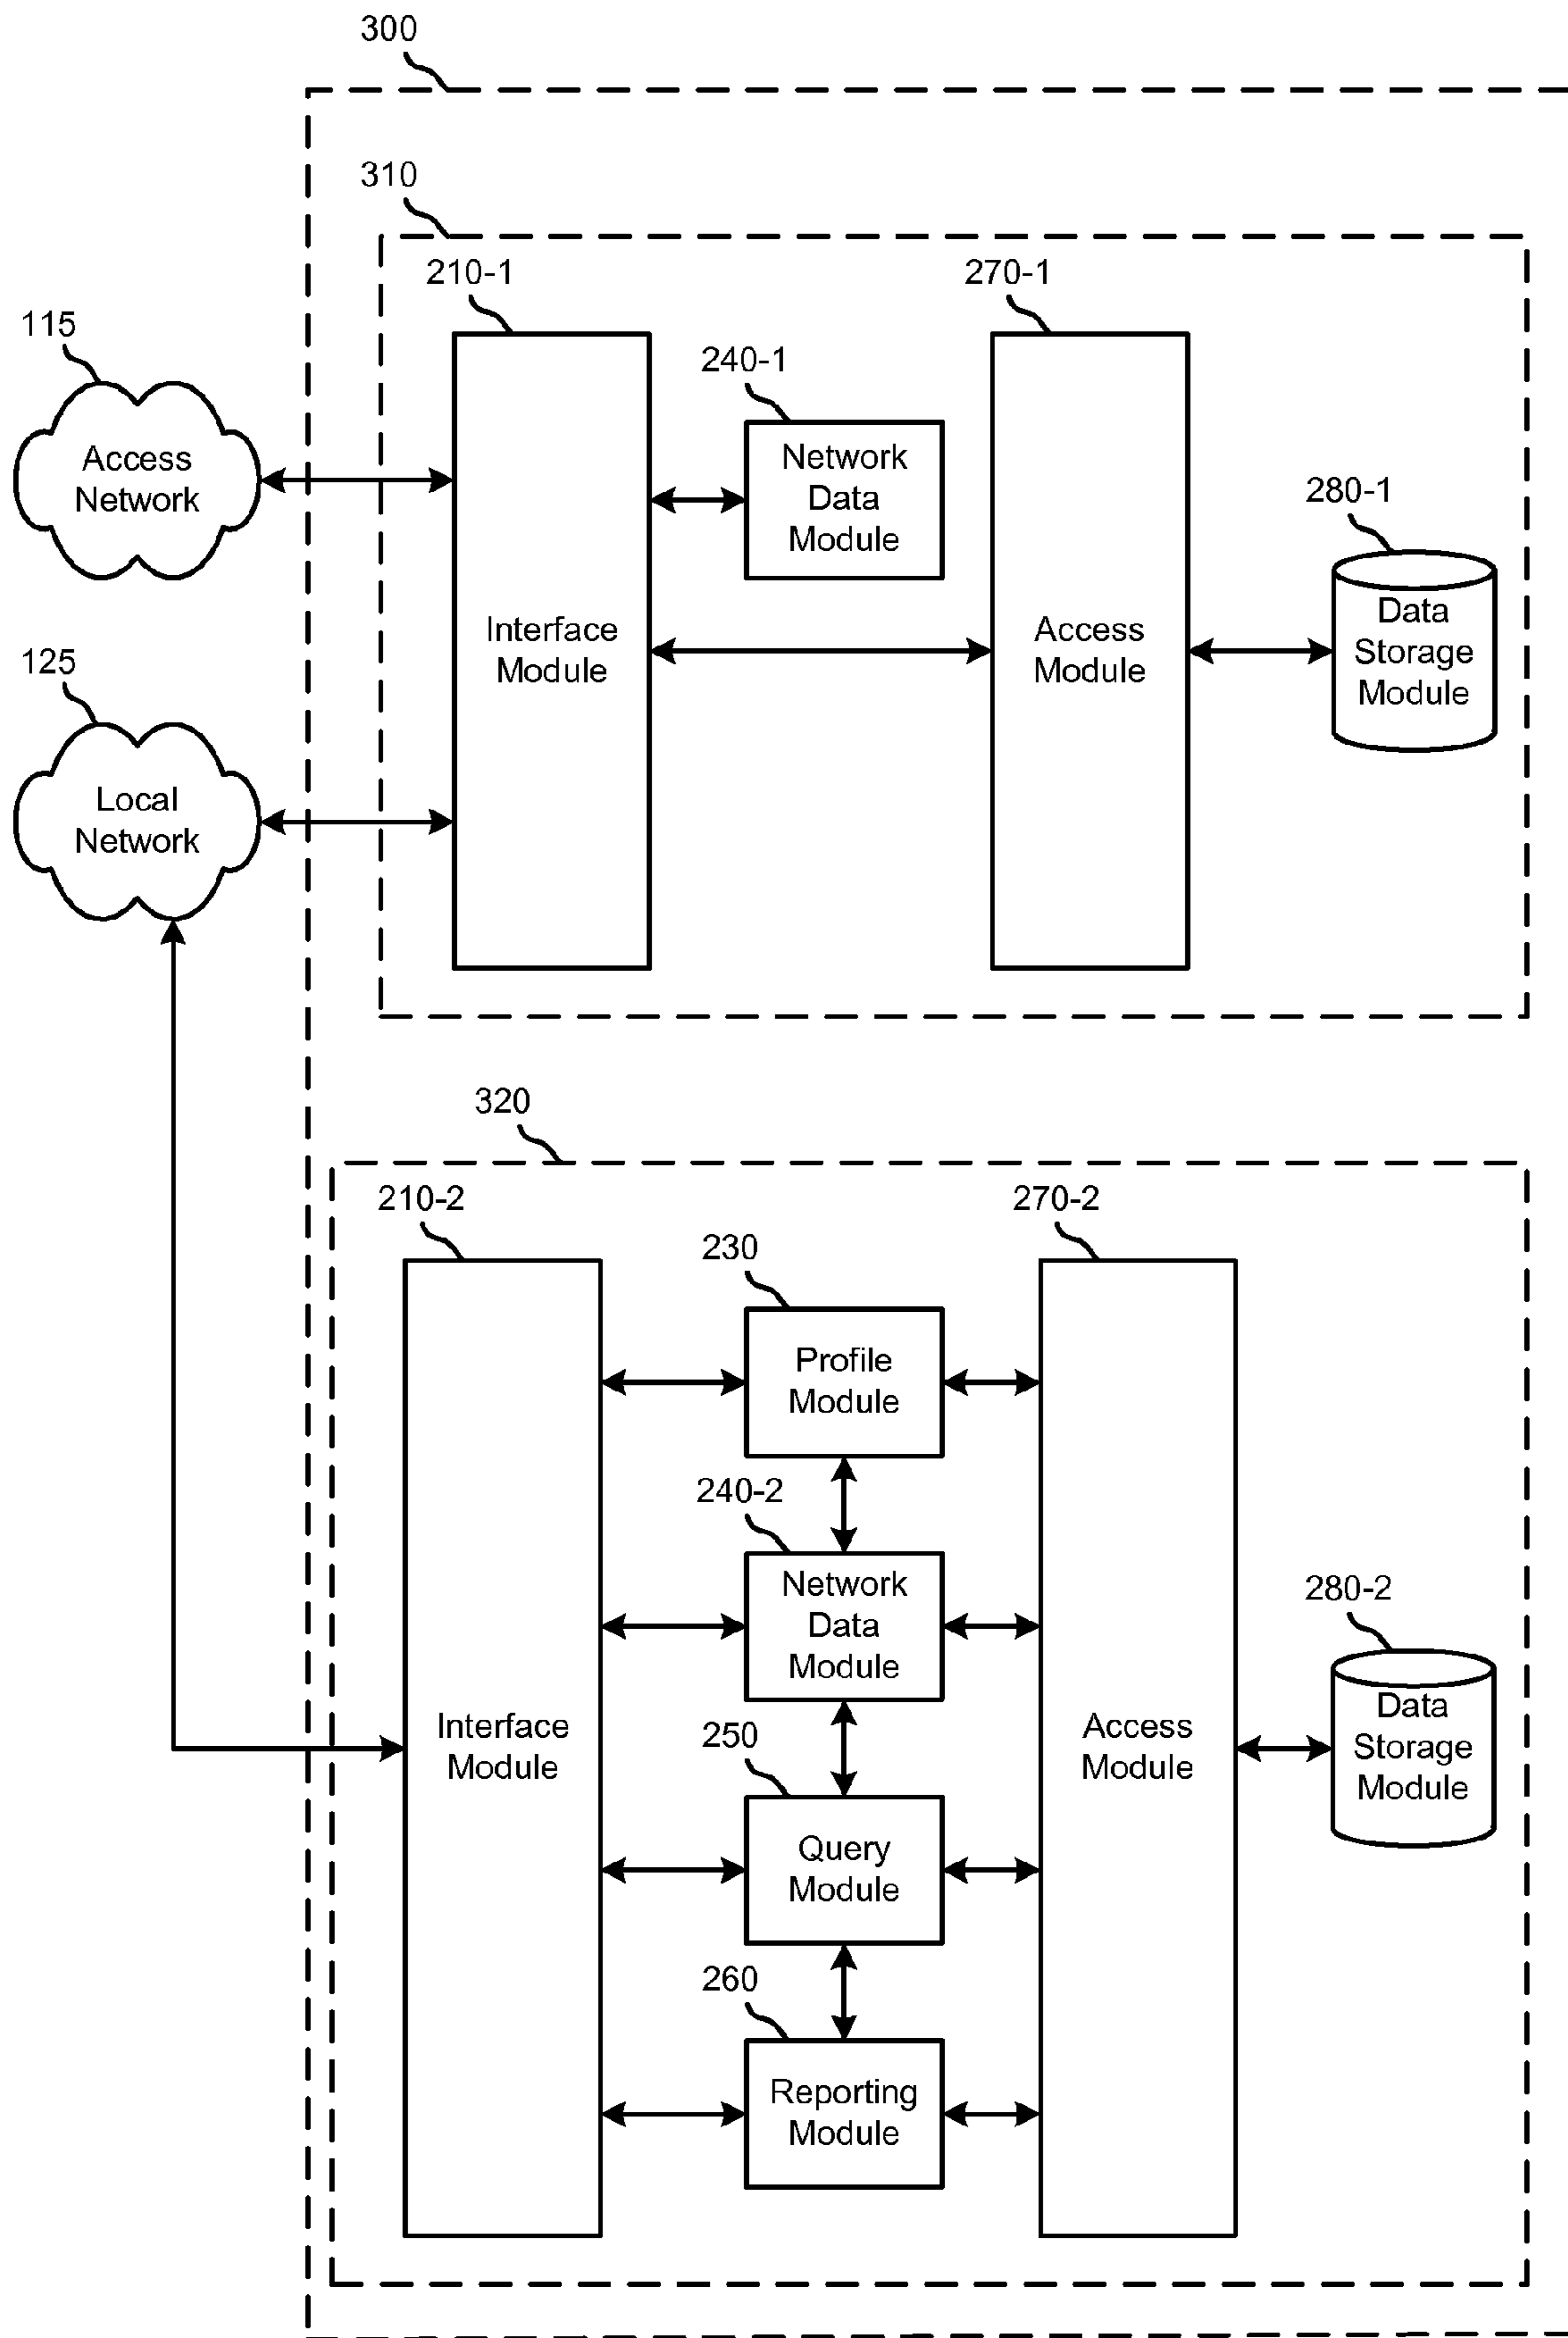 300
310
210-1
270-1
115
240-1
Access
Network
Network
Data
Module
280-1
Interface
Module
Access
Module
Data
Storage
Module
125
Local
Network
320
210-2
270-2
230
Profile
Module
240-2
Network
Data
Module
280-2
Interface
Module
250
Access
Module
Data
Storage
Module
Query
Module
260
Reporting
Module